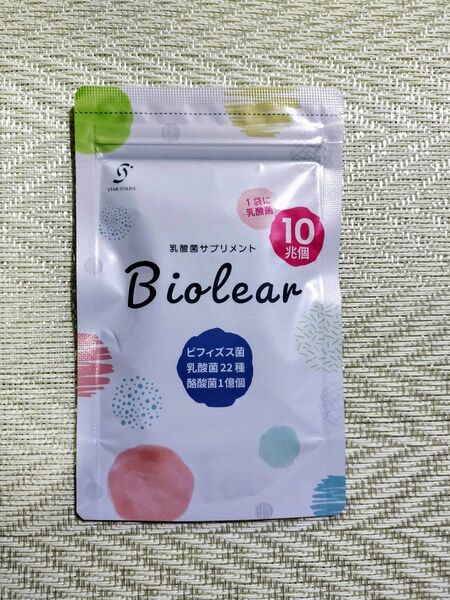 STAR ONLINE
1袋に
乳酸菌
10
兆個
乳酸菌サプリメント
Biolear
ビフィズス菌
乳酸菌22種
酪酸菌1億個